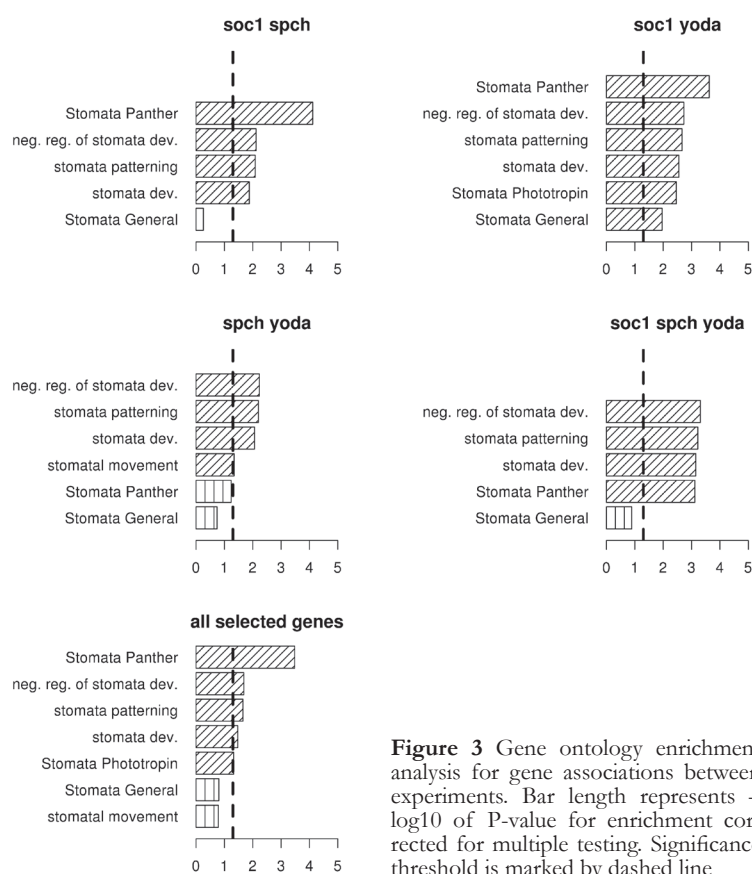 soc1 spch
Stomata Panther
neg. reg. of stomata dev.
stomata patterning
stomata dev.
Stomata General
0 1 2 3 4 5
soc1 yoda
Stomata Panther
neg. reg. of stomata dev.
stomata patterning
stomata dev.
Stomata Phototropin
Stomata General
0 1 2 3 4 5
spch yoda
neg. reg. of stomata dev.
stomata patterning
stomata dev.
stomatal movement
Stomata Panther
Stomata General
0 1 2 3 4 5
soc1 spch yoda
neg. reg. of stomata dev.
stomata patterning
stomata dev.
Stomata Panther
Stomata General
0 1 2 3 4 5
all selected genes
Stomata Panther
neg. reg. of stomata dev.
stomata patterning
stomata dev.
Stomata Phototropin
Stomata General
stomatal movement
0 1 2 3 4 5
Figure 3 Gene ontology enrichment
analysis for gene associations between
experiments. Bar length represents -
log10 of P-value for enrichment cor-
rected for multiple testing. Significance
threshold is marked by dashed line